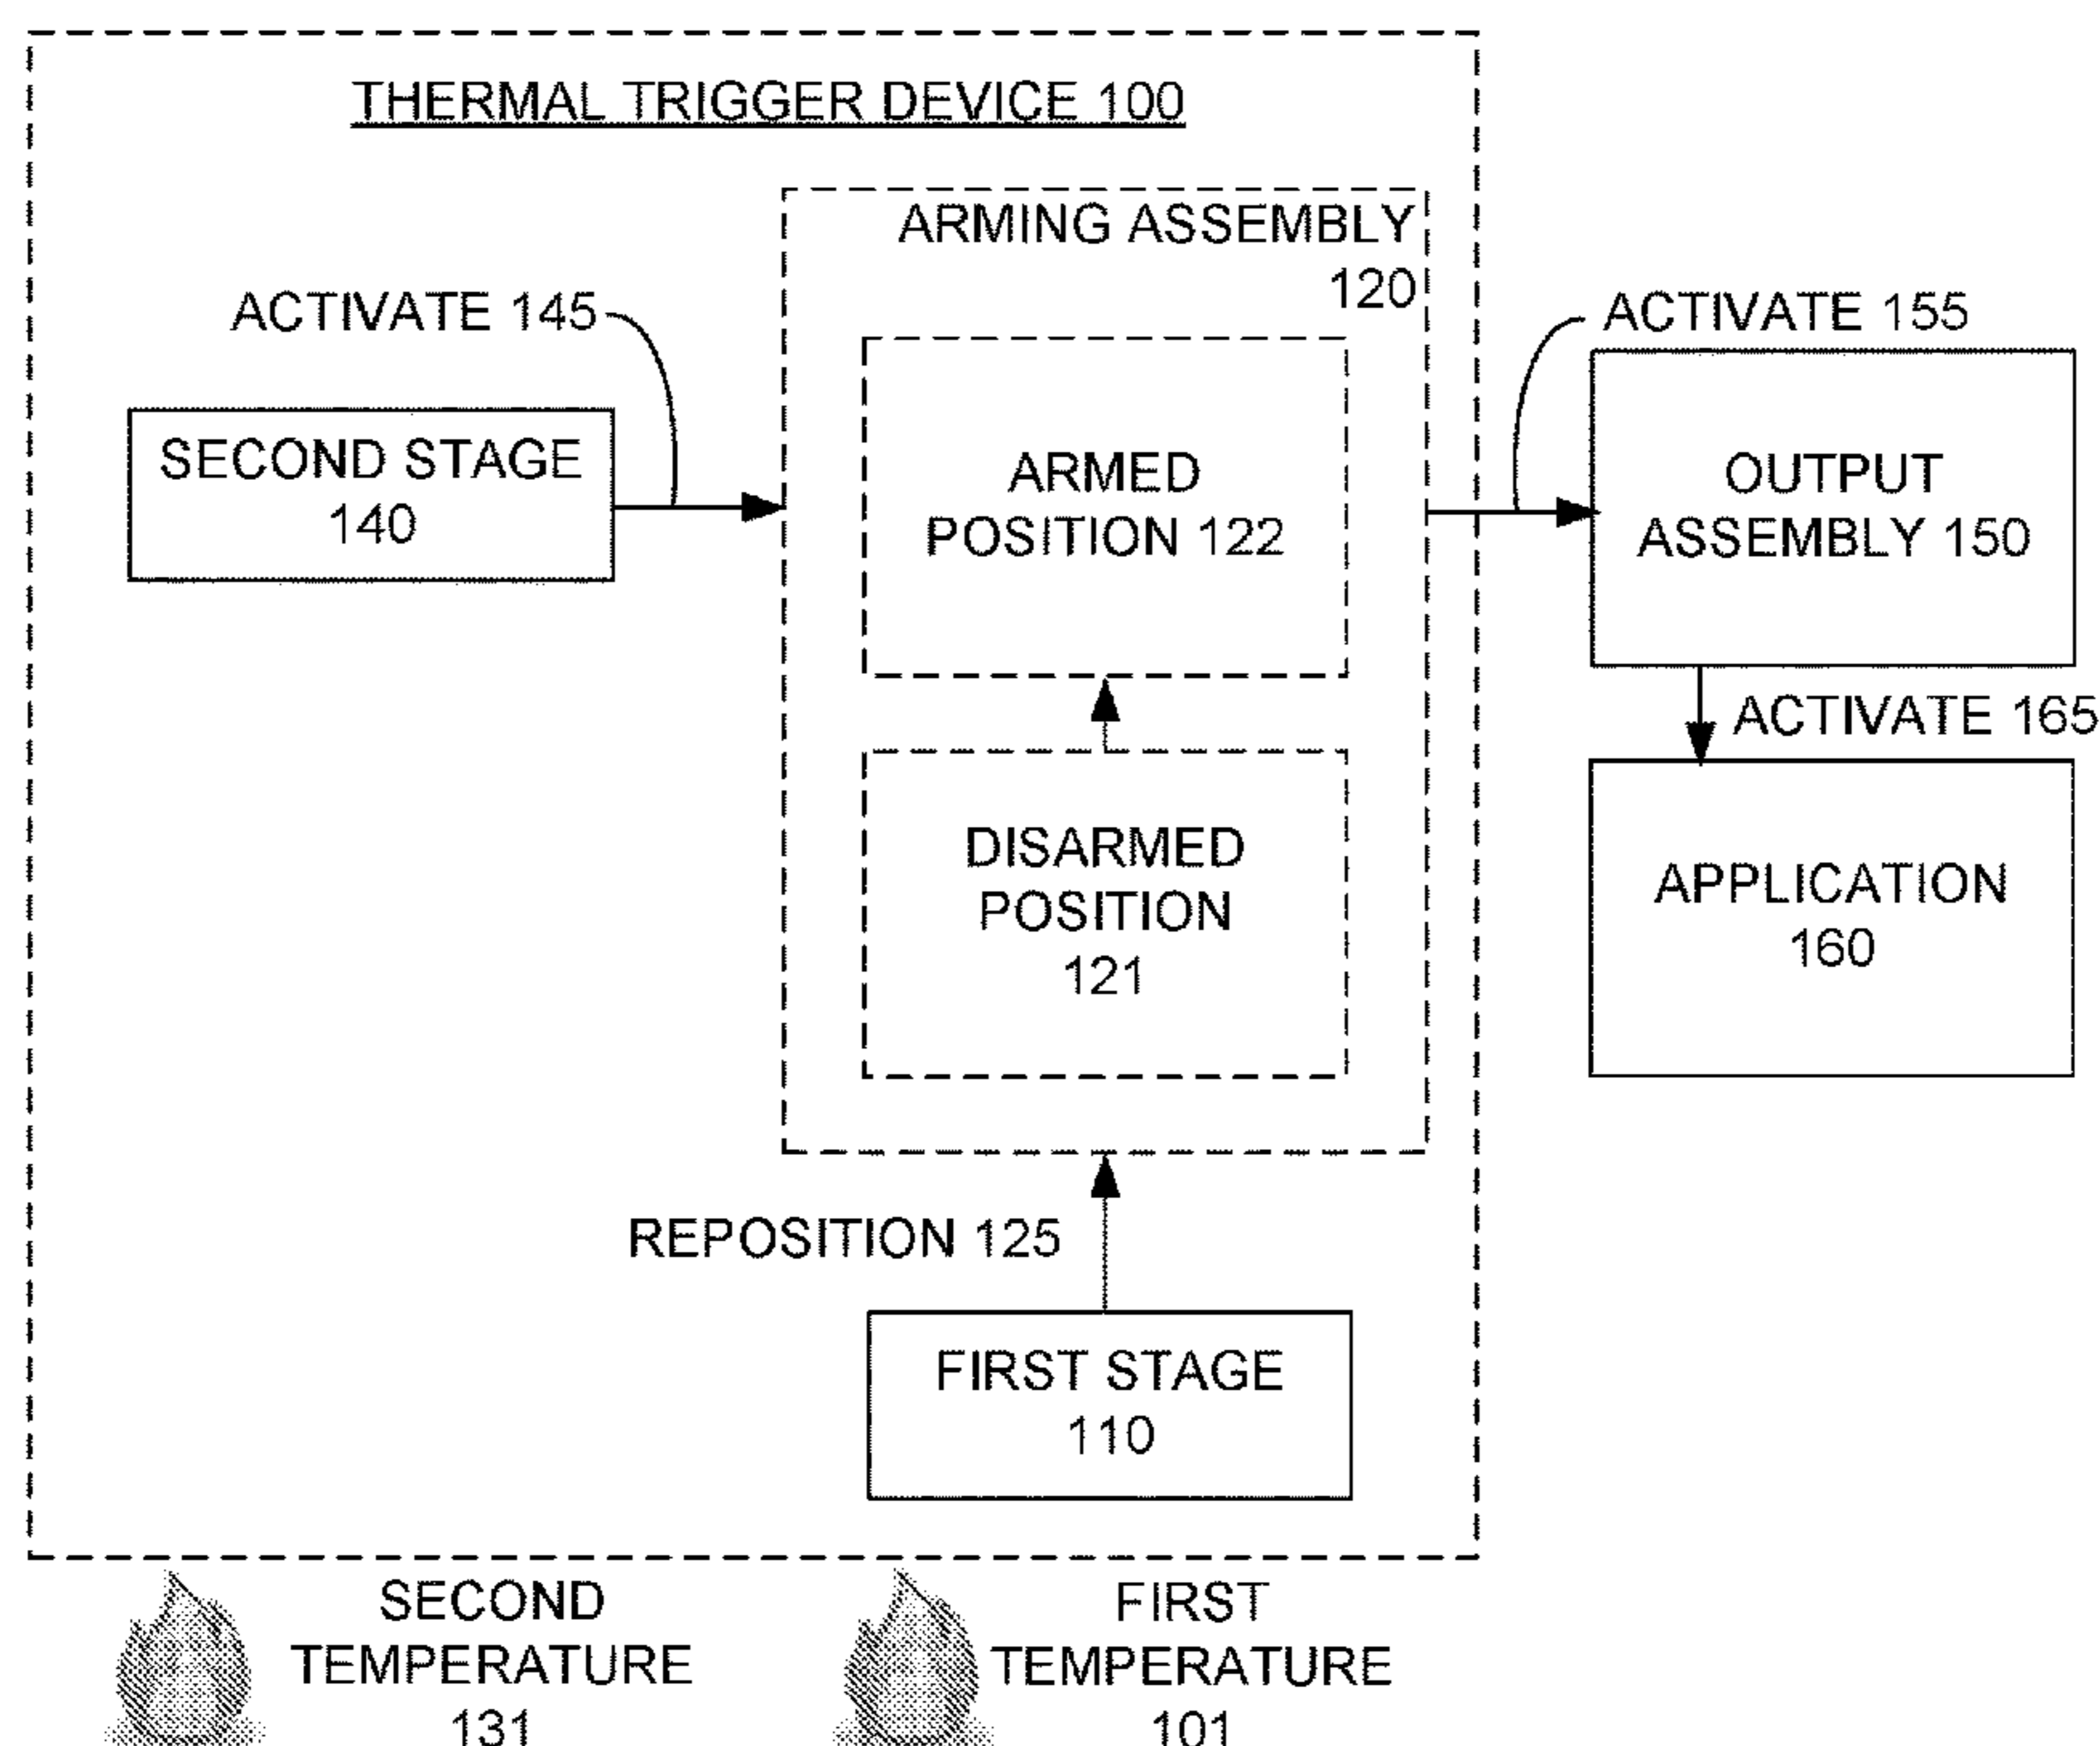 THERMAL TRIGGER DEVICE 100
ARMING ASSEMBLY
120
ACTIVATE 145
ACTIVATE 155
SECOND STAGE
140
ARMED
POSITION 122
OUTPUT
ASSEMBLY 150
ACTIVATE 165
DISARMED
POSITION
121
APPLICATION
160
REPOSITION 125
FIRST STAGE
110
SECOND
TEMPERATURE
131
FIRST
TEMPERATURE
101